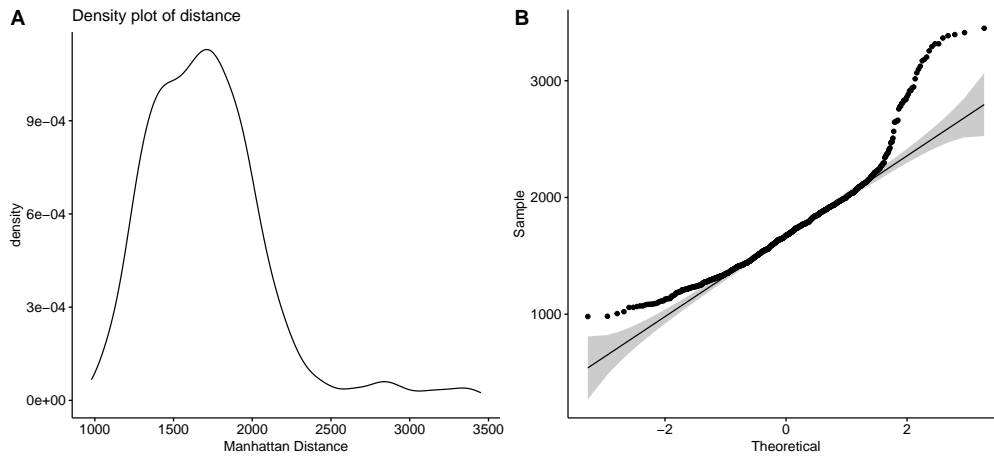 A
Density plot of distance
density
9e−04
6e−04
3e−04
0e+00
1000 1500 2000 2500 3000 3500
Manhattan Distance
B
Sample
3000
2000
1000
−2 0 2
Theoretical